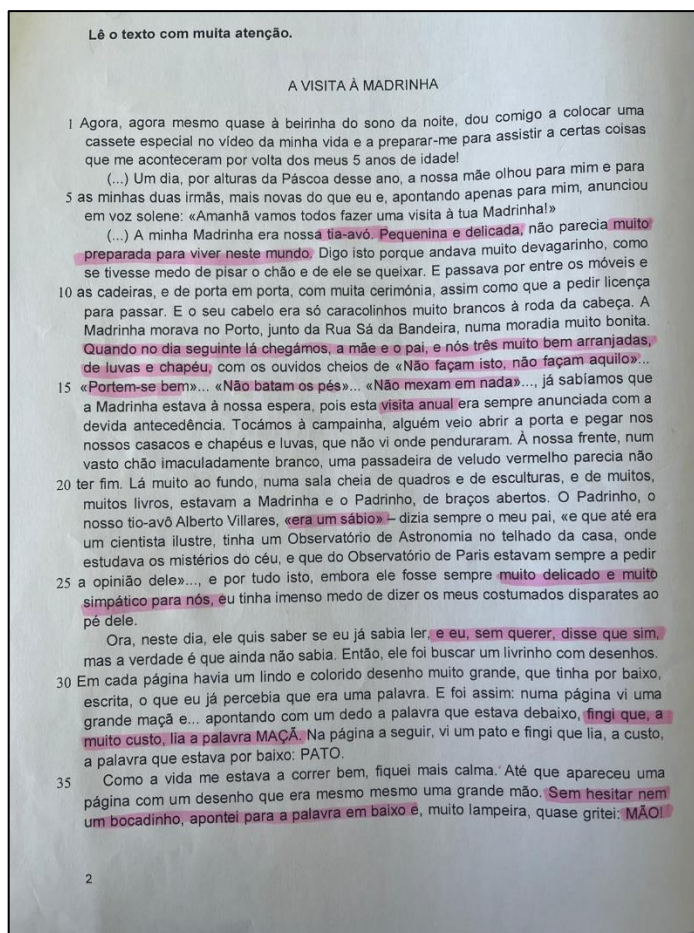 Lê o texto com muita atenção.
A VISITA À MADRINHA
1 Agora, agora mesmo quase à beirinha do sono da noite, dou comigo a colocar uma
cassete especial no vídeo da minha vida e a preparar-me para assistir a certas coisas
que me aconteceram por volta dos meus 5 anos de idade!
(...) Um dia, por alturas da Páscoa desse ano, a nossa mãe olhou para mim e para
5 as minhas duas irmãs, mais novas do que eu e, apontando apenas para mim, anunciou
em voz solene: «Amanhã vamos todos fazer uma visita à tua Madrinha!»
(...) A minha Madrinha era nossa tia-avó. Pequenina e delicada, não parecia muito
preparada para viver neste mundo. Digo isto porque andava muito devagarinho, como
se tivesse medo de pisar o chão e de ele se queixar. E passava por entre os móveis e
10 as cadeiras, e de porta em porta, com muita cerimónia, assim como que a pedir licença
para passar. E o seu cabelo era só caracolinhos muito brancos à roda da cabeça. A
Madrinha morava no Porto, junto da Rua Sá da Bandeira, numa moradia muito bonita.
Quando no dia seguinte lá chegámos, a mãe e o pai, e nós três muito bem arranjadas,
de luvas e chapéu, com os ouvidos cheios de «Não façam isto, não façam aquilo»...
15 «Portem-se bem»... «Não batam os pés»... «Não mexam em nada»..., já sabíamos que
a Madrinha estava à nossa espera, pois esta visita anual era sempre anunciada com a
devida antecedência. Tocámos à campainha, alguém veio abrir a porta e pegar nos
nossos casacos e chapéus e luvas, que não vi onde penduraram. À nossa frente, num
vasto chão imaculadamente branco, uma passadeira de veludo vermelho parecia não
20 ter fim. Lá muito ao fundo, numa sala cheia de quadros e de esculturas, e de muitos,
muitos livros, estavam a Madrinha e o Padrinho, de braços abertos. O Padrinho, o
nosso tio-avô Alberto Villares, «era um sábio» – dizia sempre o meu pai, «e que até era
um cientista ilustre, tinha um Observatório de Astronomia no telhado da casa, onde
estudava os mistérios do céu, e que do Observatório de Paris estavam sempre a pedir
25 a opinião dele»..., e por tudo isto, embora ele fosse sempre muito delicado e muito
simpático para nós, eu tinha imenso medo de dizer os meus costumados disparates ao
pé dele.
Ora, neste dia, ele quis saber se eu já sabia ler, e eu, sem querer, disse que sim,
mas a verdade é que ainda não sabia. Então, ele foi buscar um livrinho com desenhos.
30 Em cada página havia um lindo e colorido desenho muito grande, que tinha por baixo,
escrita, o que eu já percebia que era uma palavra. E foi assim: numa página vi uma
grande maçã e... apontando com um dedo a palavra que estava debaixo, fingi que, a
muito custo, lia a palavra MAÇÃ. Na página a seguir, vi um pato e fingi que lia, a custo,
a palavra que estava por baixo: PATO.
35 Como a vida me estava a correr bem, fiquei mais calma. Até que apareceu uma
página com um desenho que era mesmo mesmo uma grande mão. Sem hesitar nem
um bocadinho, apontei para a palavra em baixo e, muito lampeira, quase gritei: MÃO!
2